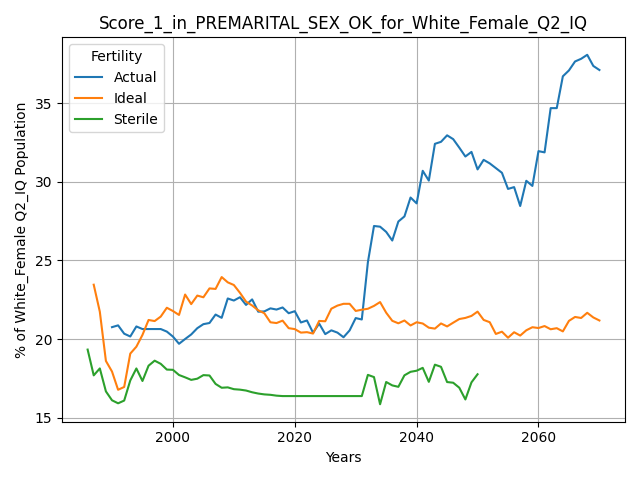 Score_1_in_PREMARITAL_SEX_OK_for_White_Female_Q2_IQ
Fertility
Actual
Ideal
Sterile
% of White_Female Q2_IQ Population
35
30
25
20
15
2000
2020
2040
2060
Years